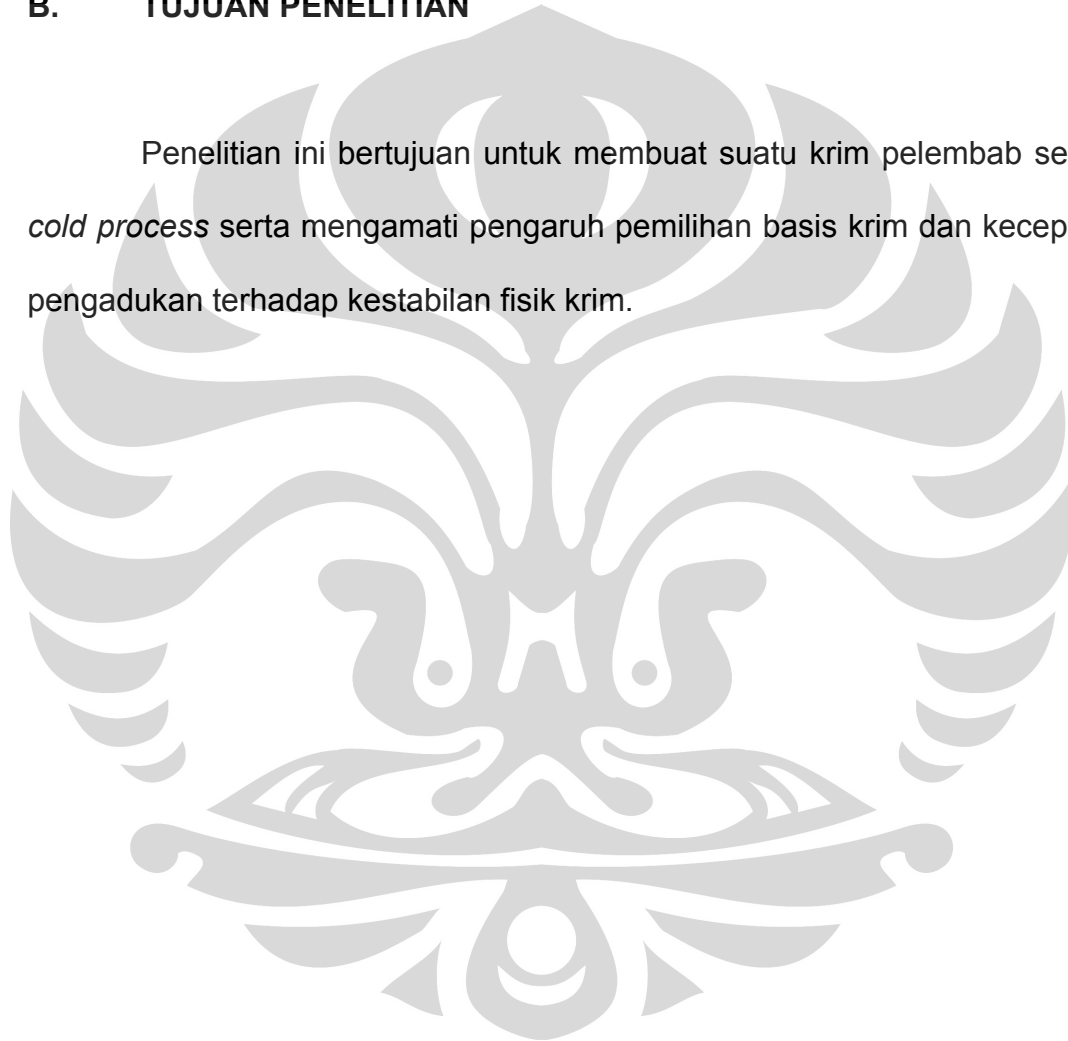 B. TUJUAN PENELITIAN
Penelitian ini bertujuan untuk membuat suatu krim pelembab se
cold process serta mengamati pengaruh pemilihan basis krim dan kecep
pengadukan terhadap kestabilan fisik krim.